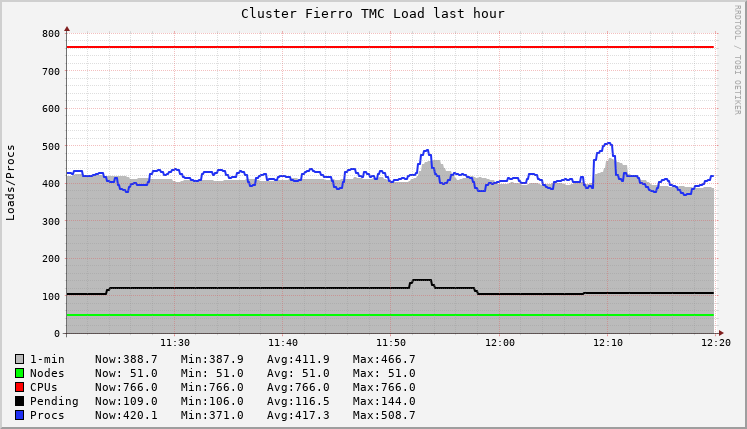 Cluster Fierro TMC Load last hour
RRDTOOL / TOBI OETIKER
Loads/Procs
800
700
600
500
400
300
200
100
0
11:30 11:40 11:50 12:00 12:10 12:20
1-min Now:388.7 Min:387.9 Avg:411.9 Max:466.7
Nodes Now: 51.0 Min: 51.0 Avg: 51.0 Max: 51.0
CPUs Now:766.0 Min:766.0 Avg:766.0 Max:766.0
Pending Now:109.0 Min:106.0 Avg:116.5 Max:144.0
Procs Now:420.1 Min:371.0 Avg:417.3 Max:508.7